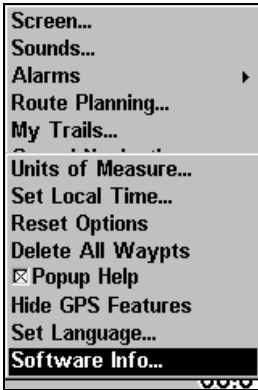 Screen...
Sounds...
Alarms
Route Planning...
My Trails...
Units of Measure...
Set Local Time...
Reset Options
Delete All Waypts
Popup Help
Hide GPS Features
Set Language...
Software Info...